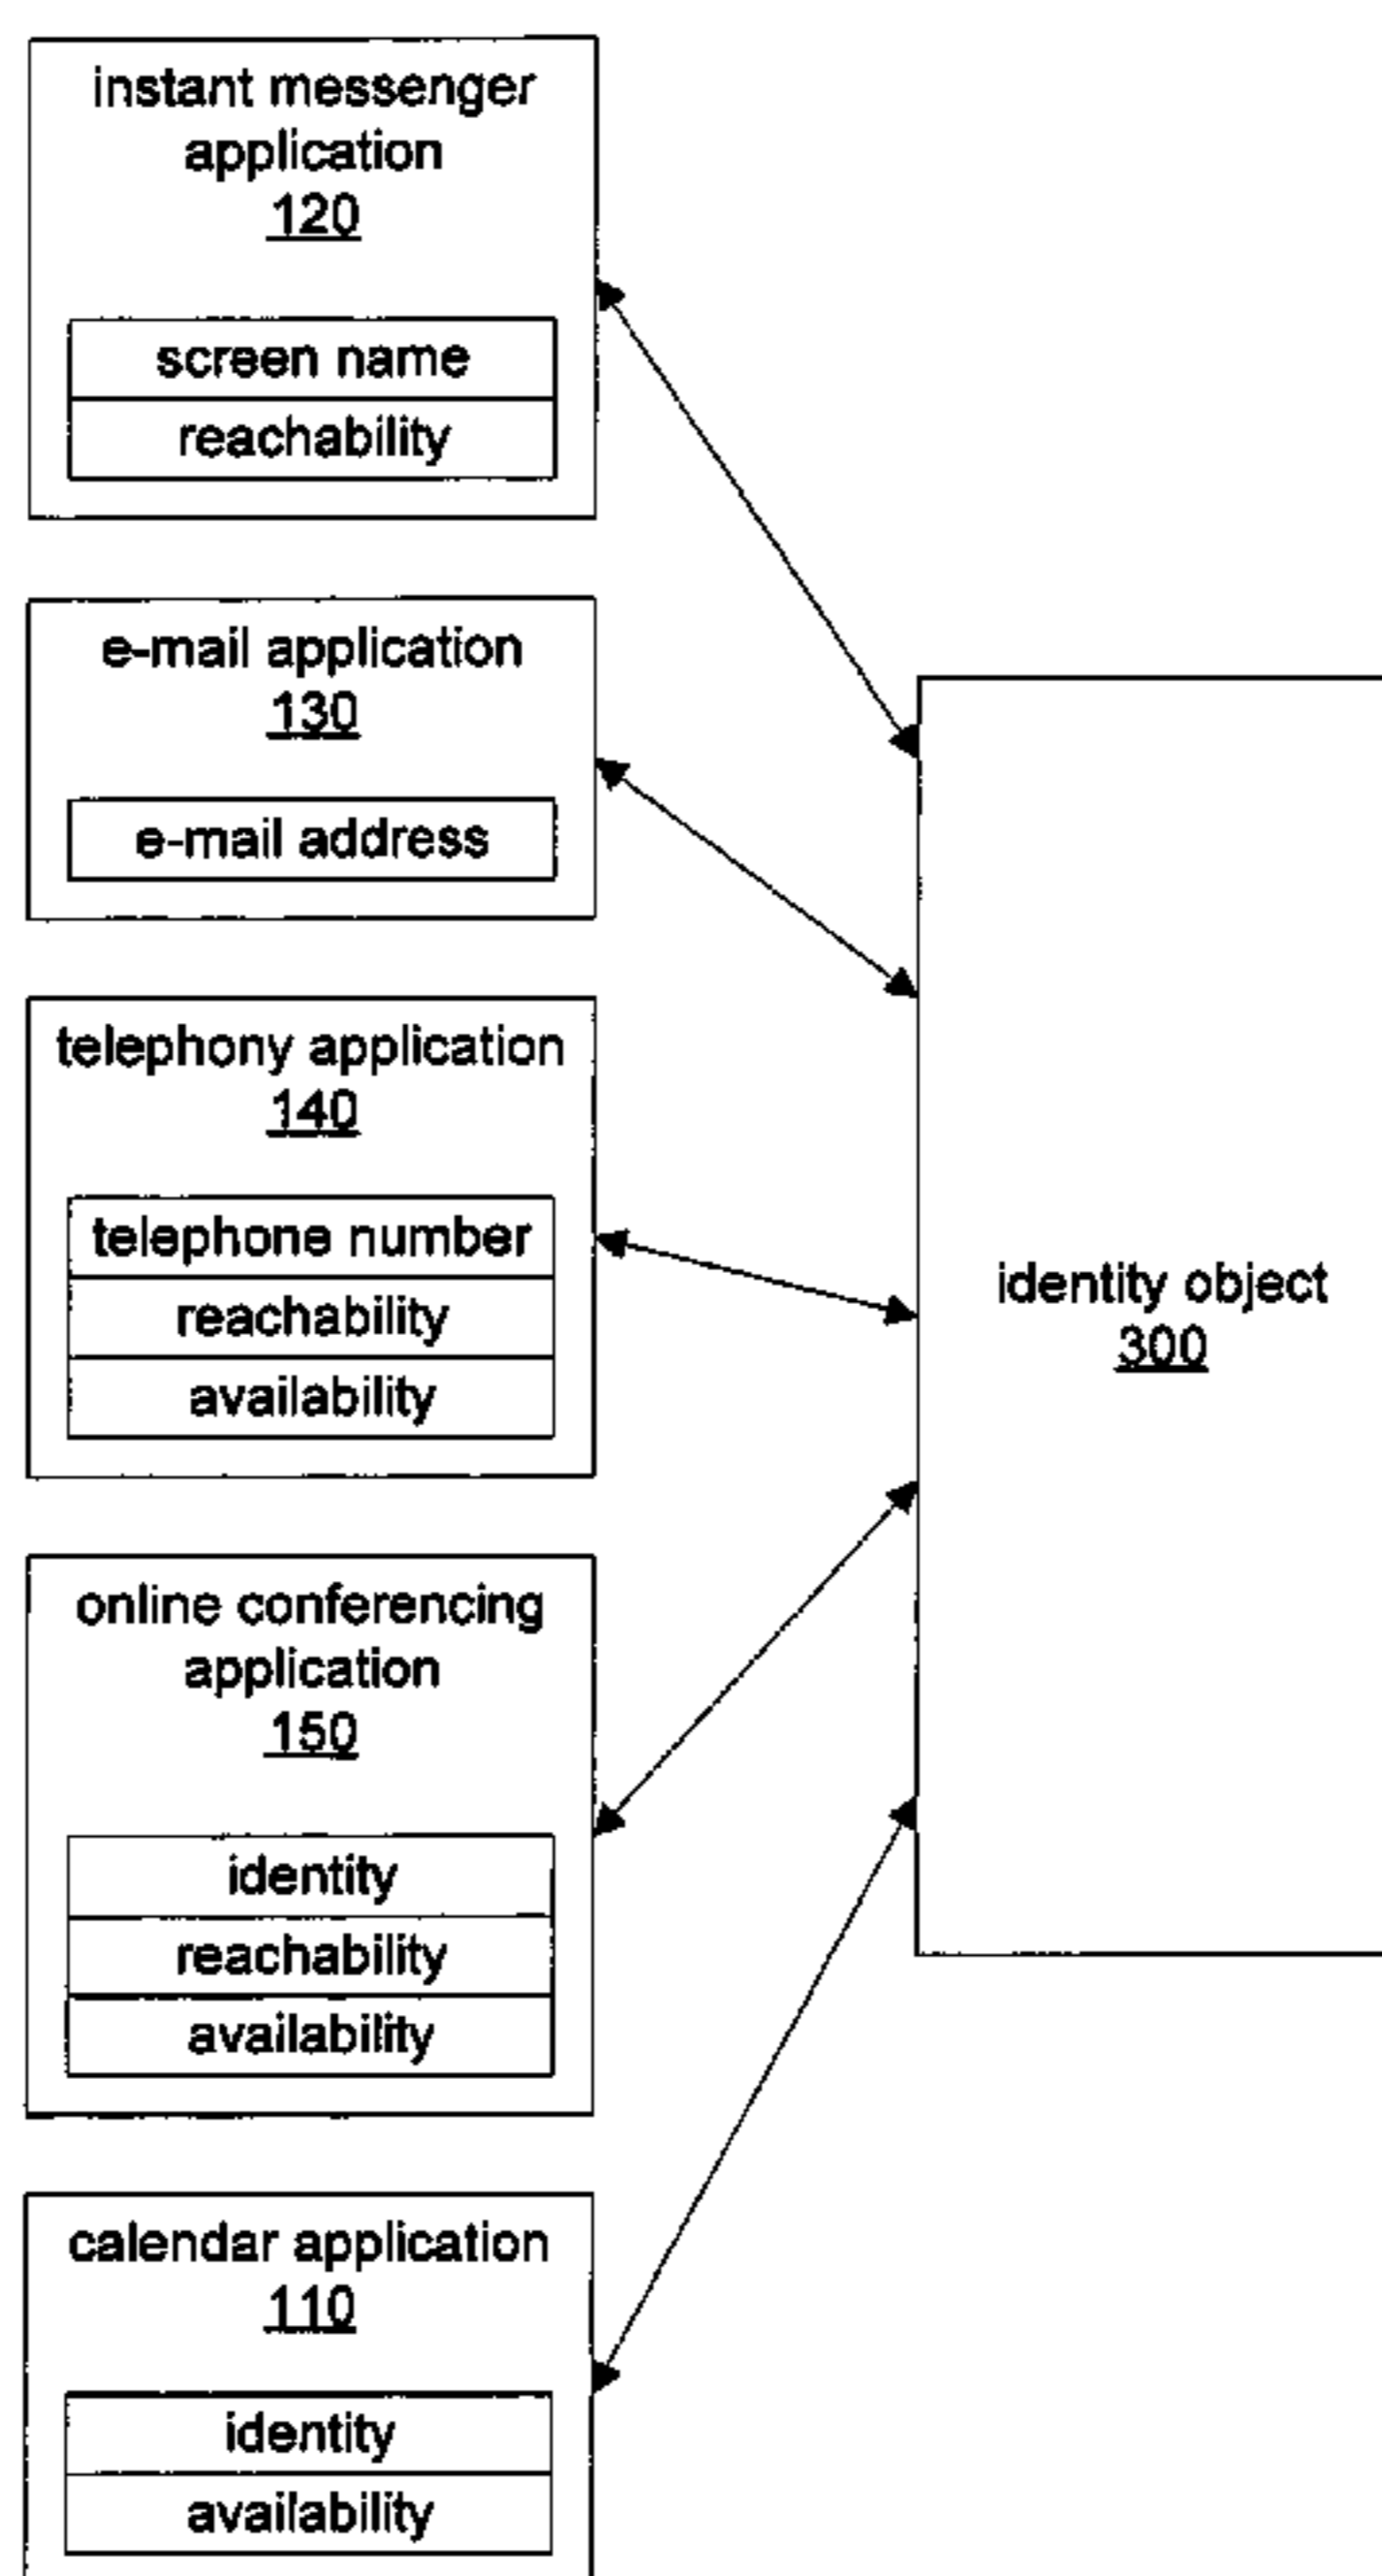 instant messenger
application
120
screen name
reachability
e-mail application
130
e-mail address
telephony application
140
telephone number
reachability
availability
identity object
300
online conferencing
application
150
identity
reachability
availability
calendar application
110
identity
availability